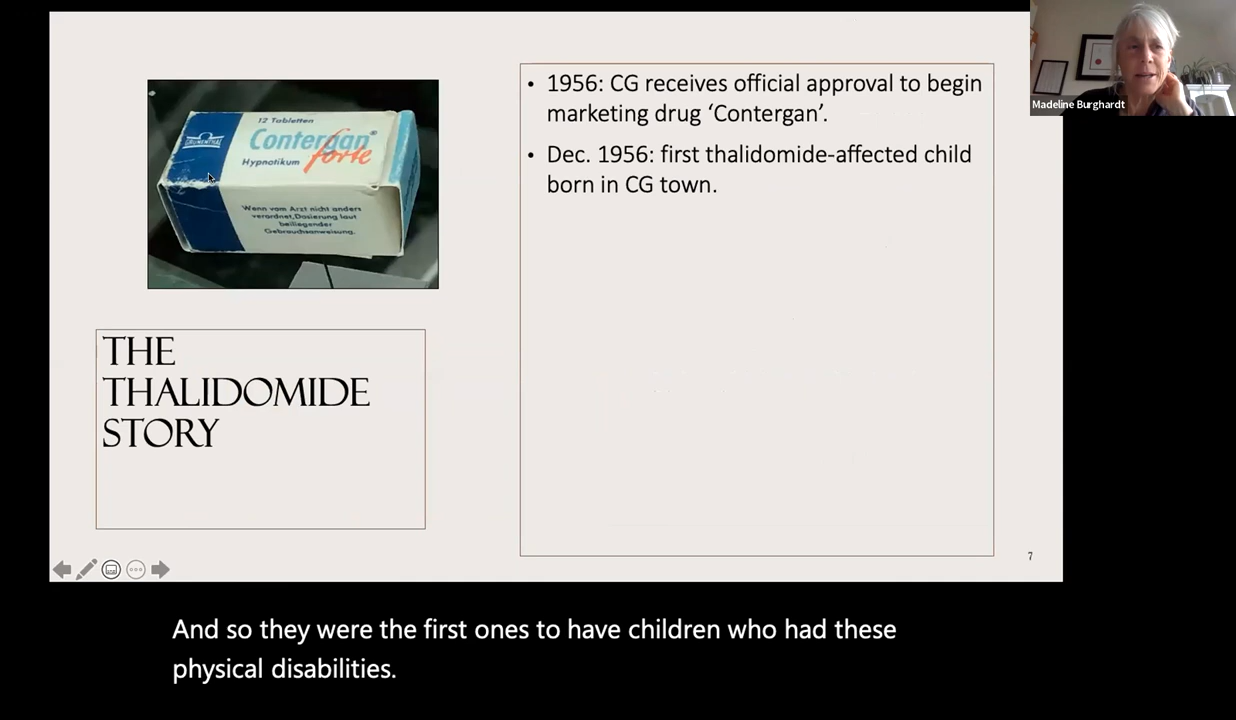 GRÜNENTHAL
12 Tabletten
Contergan®
forte
Hypnotikum
Wenn vom Arzt nicht anders
verordnet, Dosierung laut
beiliegender
Gebrauchsanweisung.
THE
THALIDOMIDE
STORY
• 1956: CG receives official approval to begin
marketing drug ‘Contergan’.
• Dec. 1956: first thalidomide-affected child
born in CG town.
7
Madeline Burghardt
And so they were the first ones to have children who had these
physical disabilities.